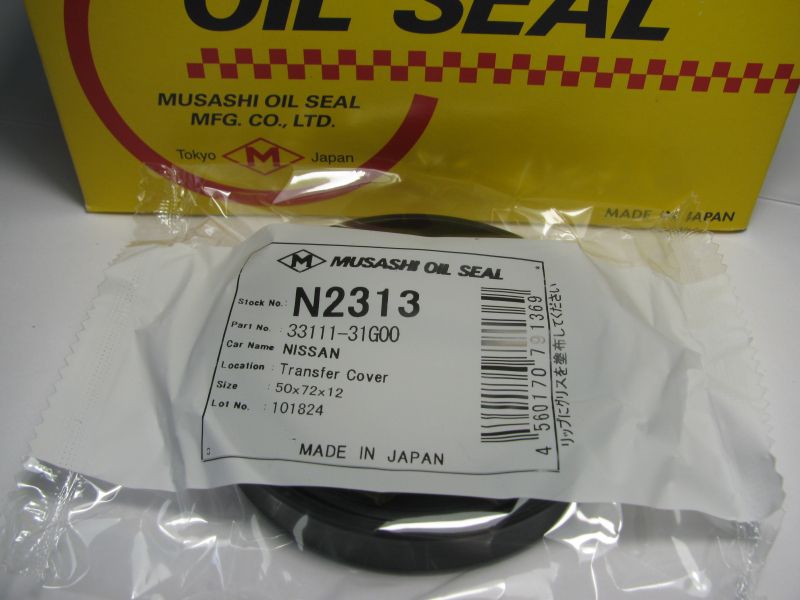 OIL SEAL
MUSASHI OIL SEAL
MFG. CO., LTD.
Tokyo M Japan
MADE IN JAPAN
M MUSASHI OIL SEAL
Stock No.: N2313
Part No. : 33111-31G00
Car Name : NISSAN
Location : Transfer Cover
Size : 50x72x12
Lot No. : 101824
MADE IN JAPAN
4 560170 791369
リップにグリスを塗布してください